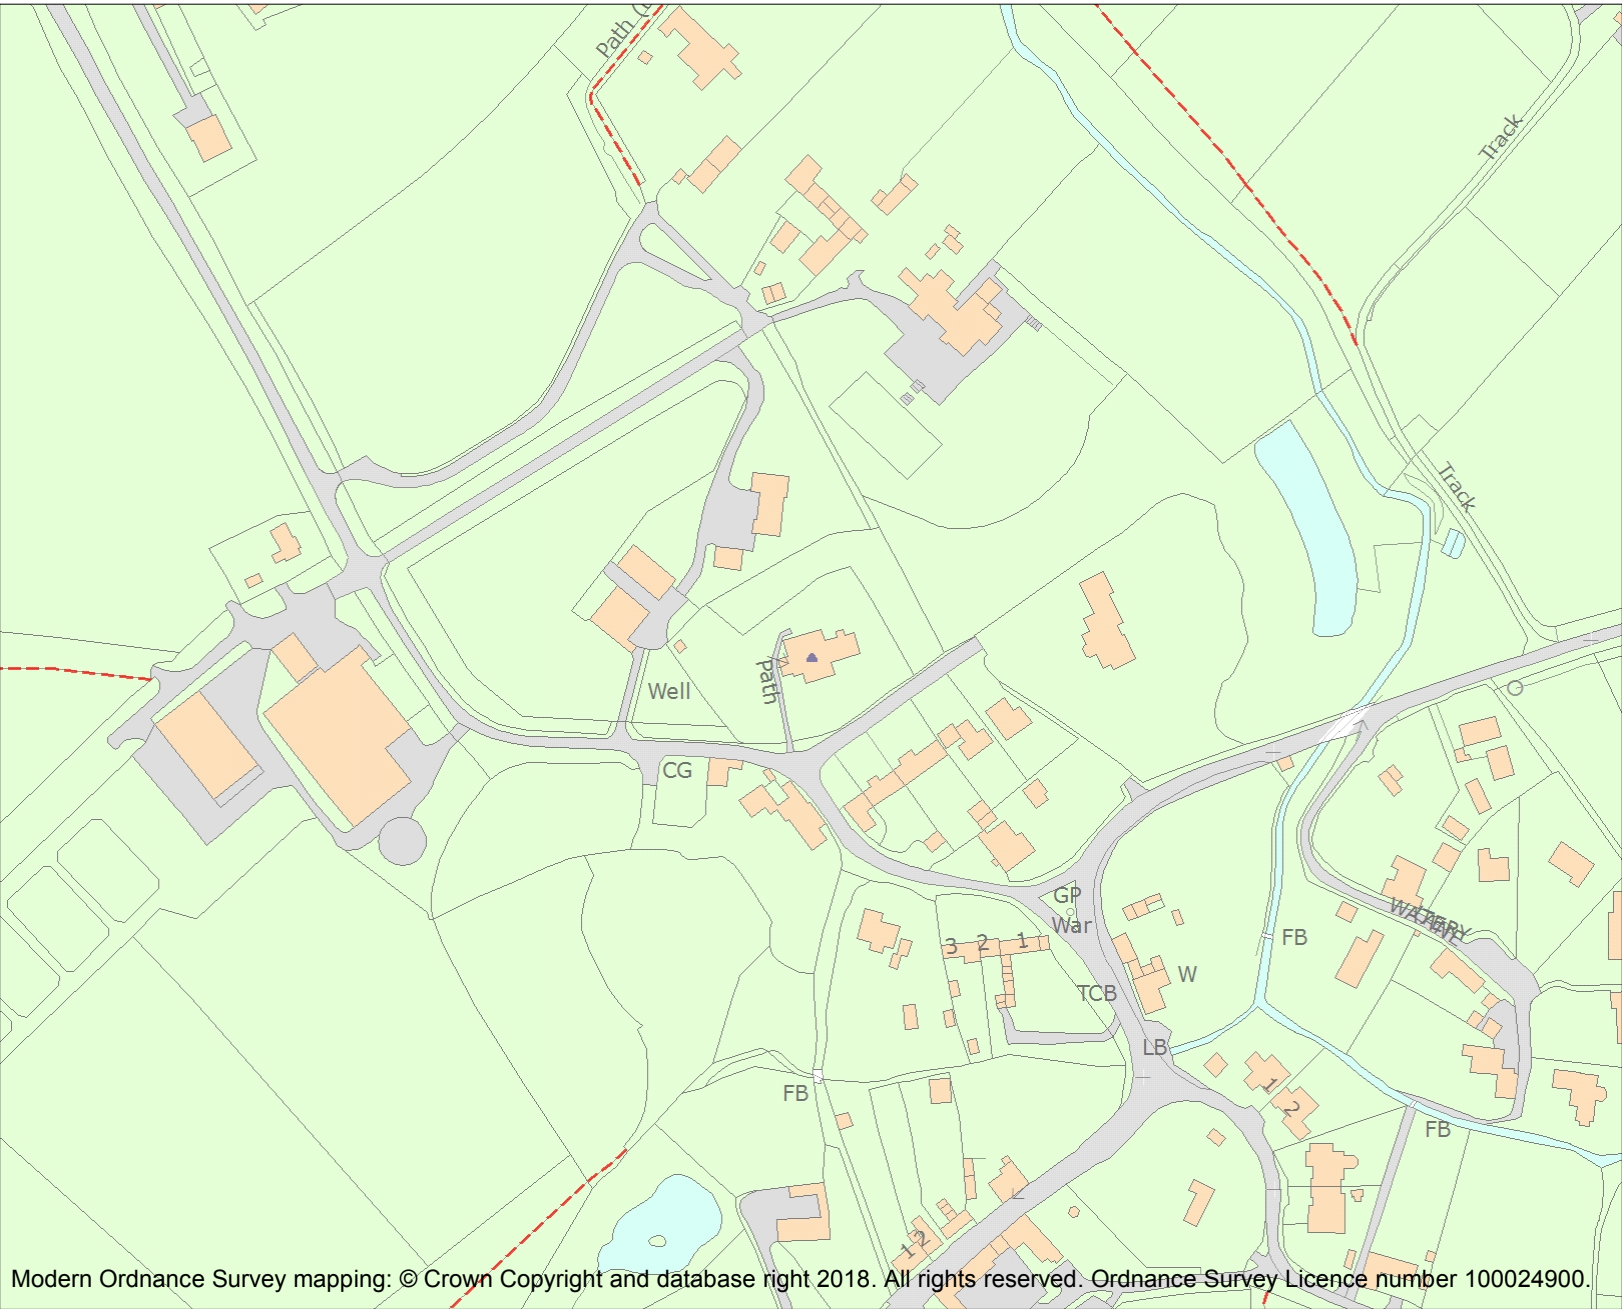 Path
Track
Track
Well
Path
CG
GP
War
3 2 1
WATERY
LANE
FB
W
TCB
LB
FB
1
2
FB
1 2
Modern Ordnance Survey mapping: © Crown Copyright and database right 2018. All rights reserved. Ordnance Survey Licence number 100024900.